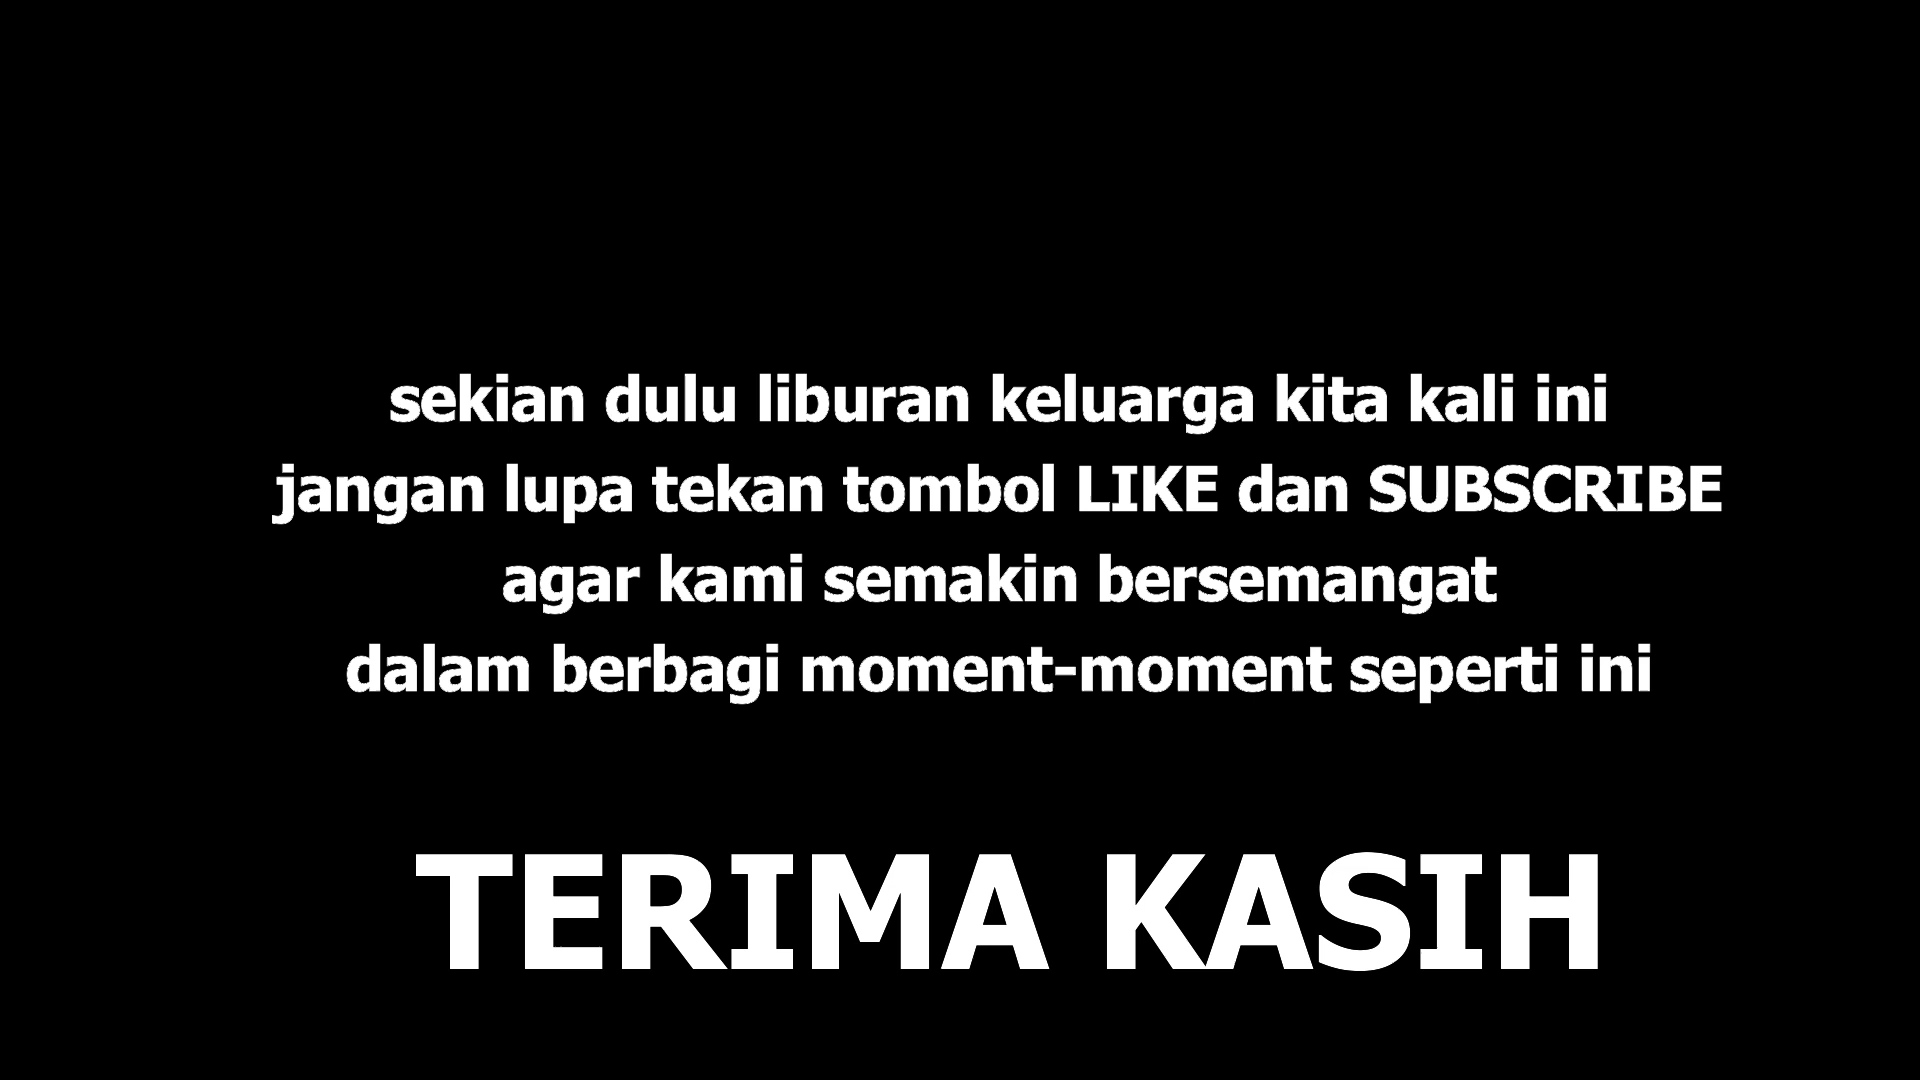 sekian dulu liburan keluarga kita kali ini
jangan lupa tekan tombol LIKE dan SUBSCRIBE
agar kami semakin bersemangat
dalam berbagi moment-moment seperti ini
TERIMA KASIH